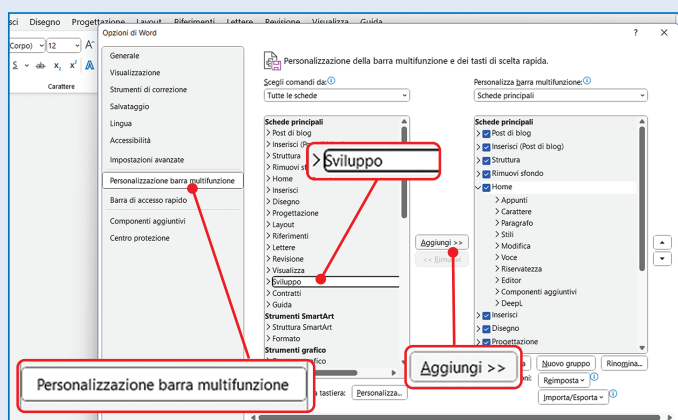 sci Disegno Progettazione Layout Riferimenti Lettere Revisione Visualizza Guida
Opzioni di Word
? ×
Corpo) 12 A^
S ab x₂ x² A
Carattere
Generale
Visualizzazione
Strumenti di correzione
Salvataggio
Lingua
Accessibilità
Impostazioni avanzate
Personalizzazione barra multifunzione
Barra di accesso rapido
Componenti aggiuntivi
Centro protezione
Personalizzazione della barra multifunzione e dei tasti di scelta rapida.
Scegli comandi da:
Tutte le schede
Schede principali
> Post di blog
> Inserisci (Po
> Struttura
> Rimuovi sf
> Home
> Inserisci
> Disegno
> Progettazione
> Layout
> Riferimenti
> Lettere
> Revisione
> Visualizza
> Sviluppo
> Contratti
> Guida
Strumenti SmartArt
> Struttura SmartArt
> Formato
Strumenti grafico
fico
> Sviluppo
Aggiungi >>
<< Rimuovi
Personalizza barra multifunzione:
Schede principali
Schede principali
> Post di blog
> Inserisci (Post di blog)
> Struttura
> Rimuovi sfondo
Home
> Appunti
> Carattere
> Paragrafo
> Stili
> Modifica
> Voce
> Riservatezza
> Editor
> Componenti aggiuntivi
> DeepL
> Inserisci
> Disegno
> Progettazione
a Nuovo gruppo Rinomina...
ni: Reimposta
Importa/Esporta
a tastiera: Personalizza...
Personalizzazione barra multifunzione
Aggiungi >>